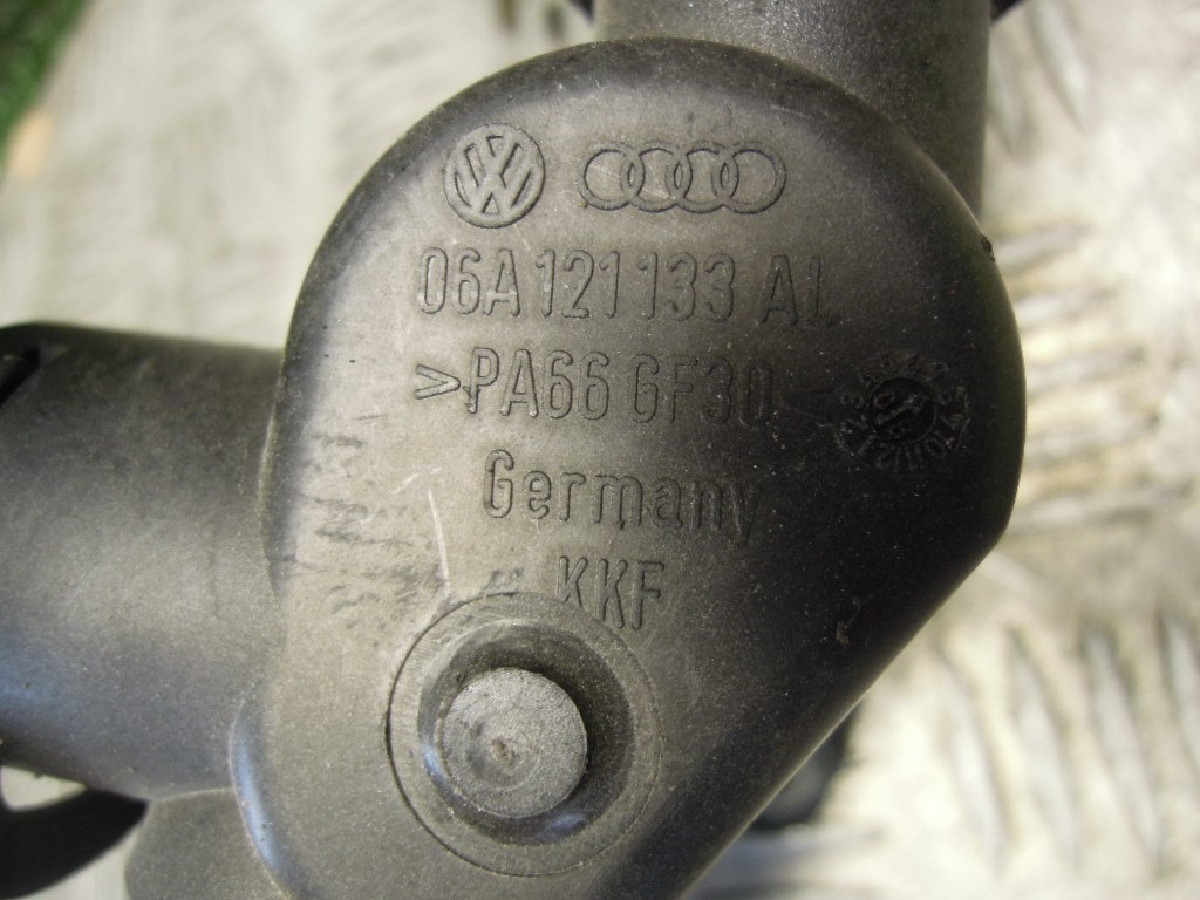 06A 121 133 AL
>PA66 GF30
Germany
KKF